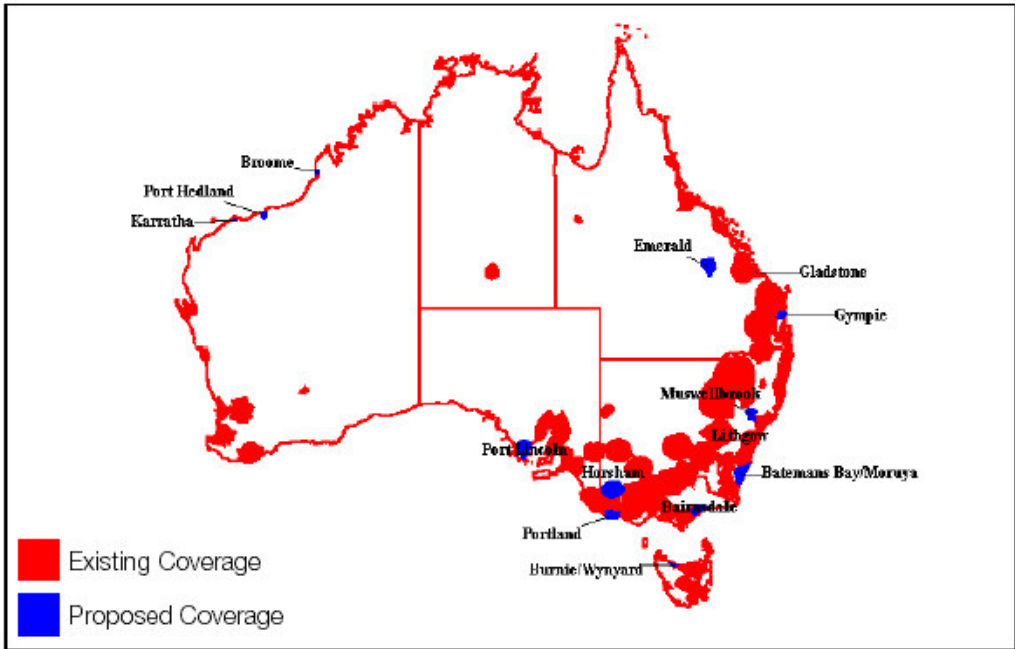 Broome
Port Hedland
Karratha
Emerald
Gladstone
Gympie
Muswellbrook
Lithgow
Port Lincoln
Horsham
Batemans Bay/Moruya
Bairnsdale
Portland
Burnie/Wynyard
Existing Coverage
Proposed Coverage